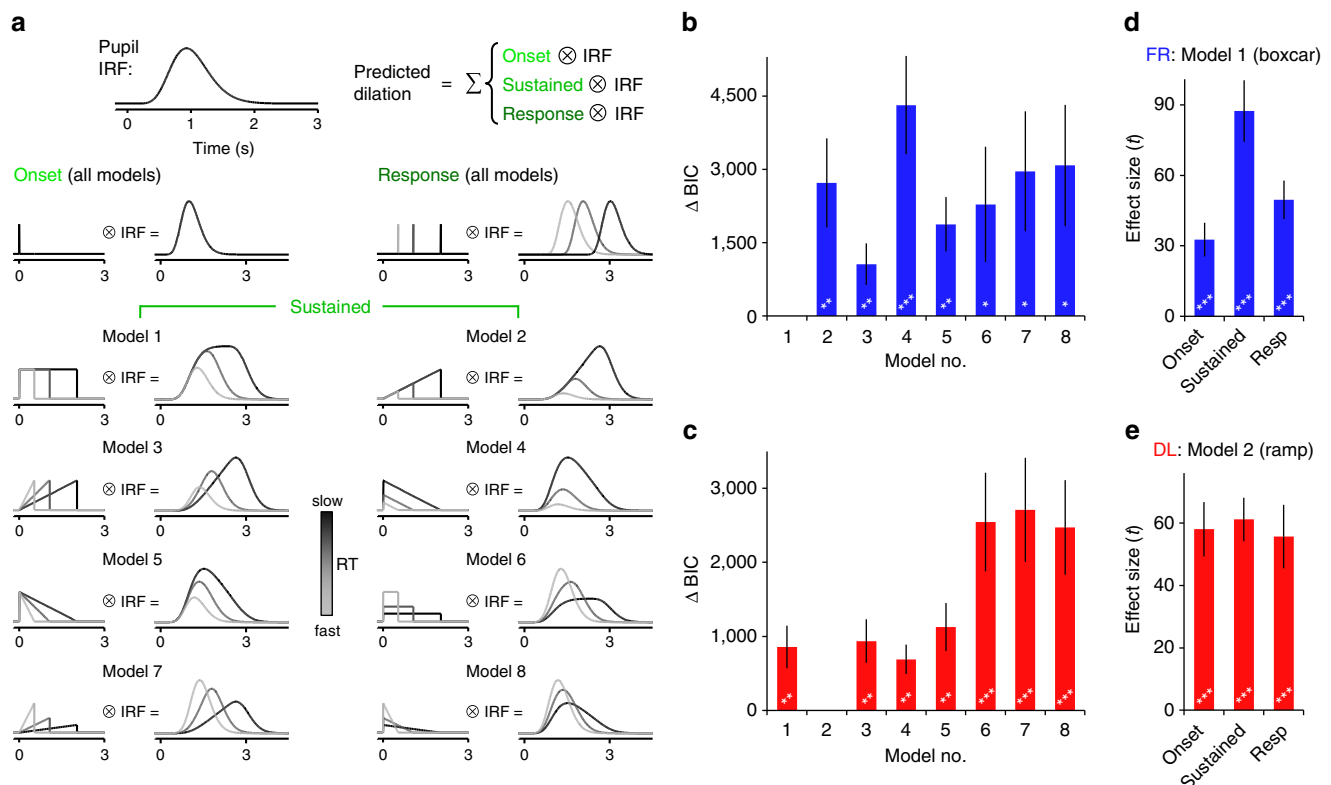 a
Pupil
IRF:
0 1 2 3
Time (s)
Predicted
dilation
= Σ
Onset ⊗ IRF
Sustained ⊗ IRF
Response ⊗ IRF
Onset (all models)
⊗ IRF =
0 3 0 3
Response (all models)
⊗ IRF =
0 3 0 3
Sustained
Model 1
⊗ IRF =
0 3 0 3
Model 2
⊗ IRF =
0 3 0 3
Model 3
⊗ IRF =
0 3 0 3
Model 4
⊗ IRF =
0 3 0 3
slow
RT
fast
Model 5
⊗ IRF =
0 3 0 3
Model 6
⊗ IRF =
0 3 0 3
Model 7
⊗ IRF =
0 3 0 3
Model 8
⊗ IRF =
0 3 0 3
b
Δ BIC
4,500
3,000
1,500
0
** ** *** ** * * *
1 2 3 4 5 6 7 8
Model no.
c
Δ BIC
3,000
2,000
1,000
0
** ** ** ** *** *** ***
1 2 3 4 5 6 7 8
Model no.
d
FR: Model 1 (boxcar)
Effect size (t)
90
60
30
0
*** *** ***
Onset Sustained Resp
e
DL: Model 2 (ramp)
Effect size (t)
60
40
20
0
*** *** ***
Onset Sustained Resp